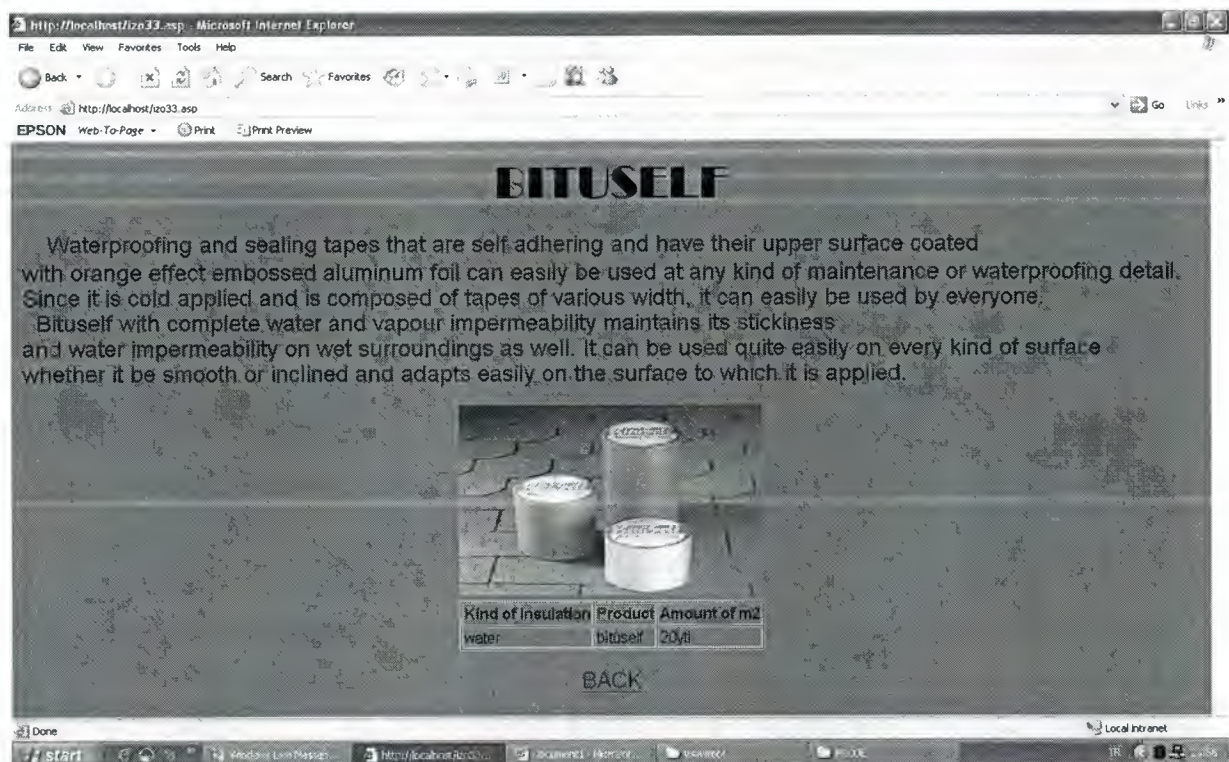 http://localhost/izo33.asp - Microsoft Internet Explorer
File Edit View Favorites Tools Help
Back Search Favorites
Address http://localhost/izo33.asp Go Links »
EPSON Web-To-Page Print Print Preview
BITUSELF
Waterproofing and sealing tapes that are self adhering and have their upper surface coated
with orange effect embossed aluminum foil can easily be used at any kind of maintenance or waterproofing detail.
Since it is cold applied and is composed of tapes of various width, it can easily be used by everyone.
Bituself with complete water and vapour impermeability maintains its stickiness
and water impermeability on wet surroundings as well. It can be used quite easily on every kind of surface
whether it be smooth or inclined and adapts easily on the surface to which it is applied.
Kind of insulation Product Amount of m2
water bituself 20ytl
BACK
Done Local intranet
start Windows Live Messen... http://localhost/izo33... TR